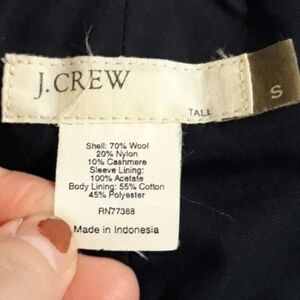 J.CREW
TALL
S
Shell: 70% Wool
20% Nylon
10% Cashmere
Sleeve Lining:
100% Acetate
Body Lining: 55% Cotton
45% Polyester
RN77388
Made in Indonesia